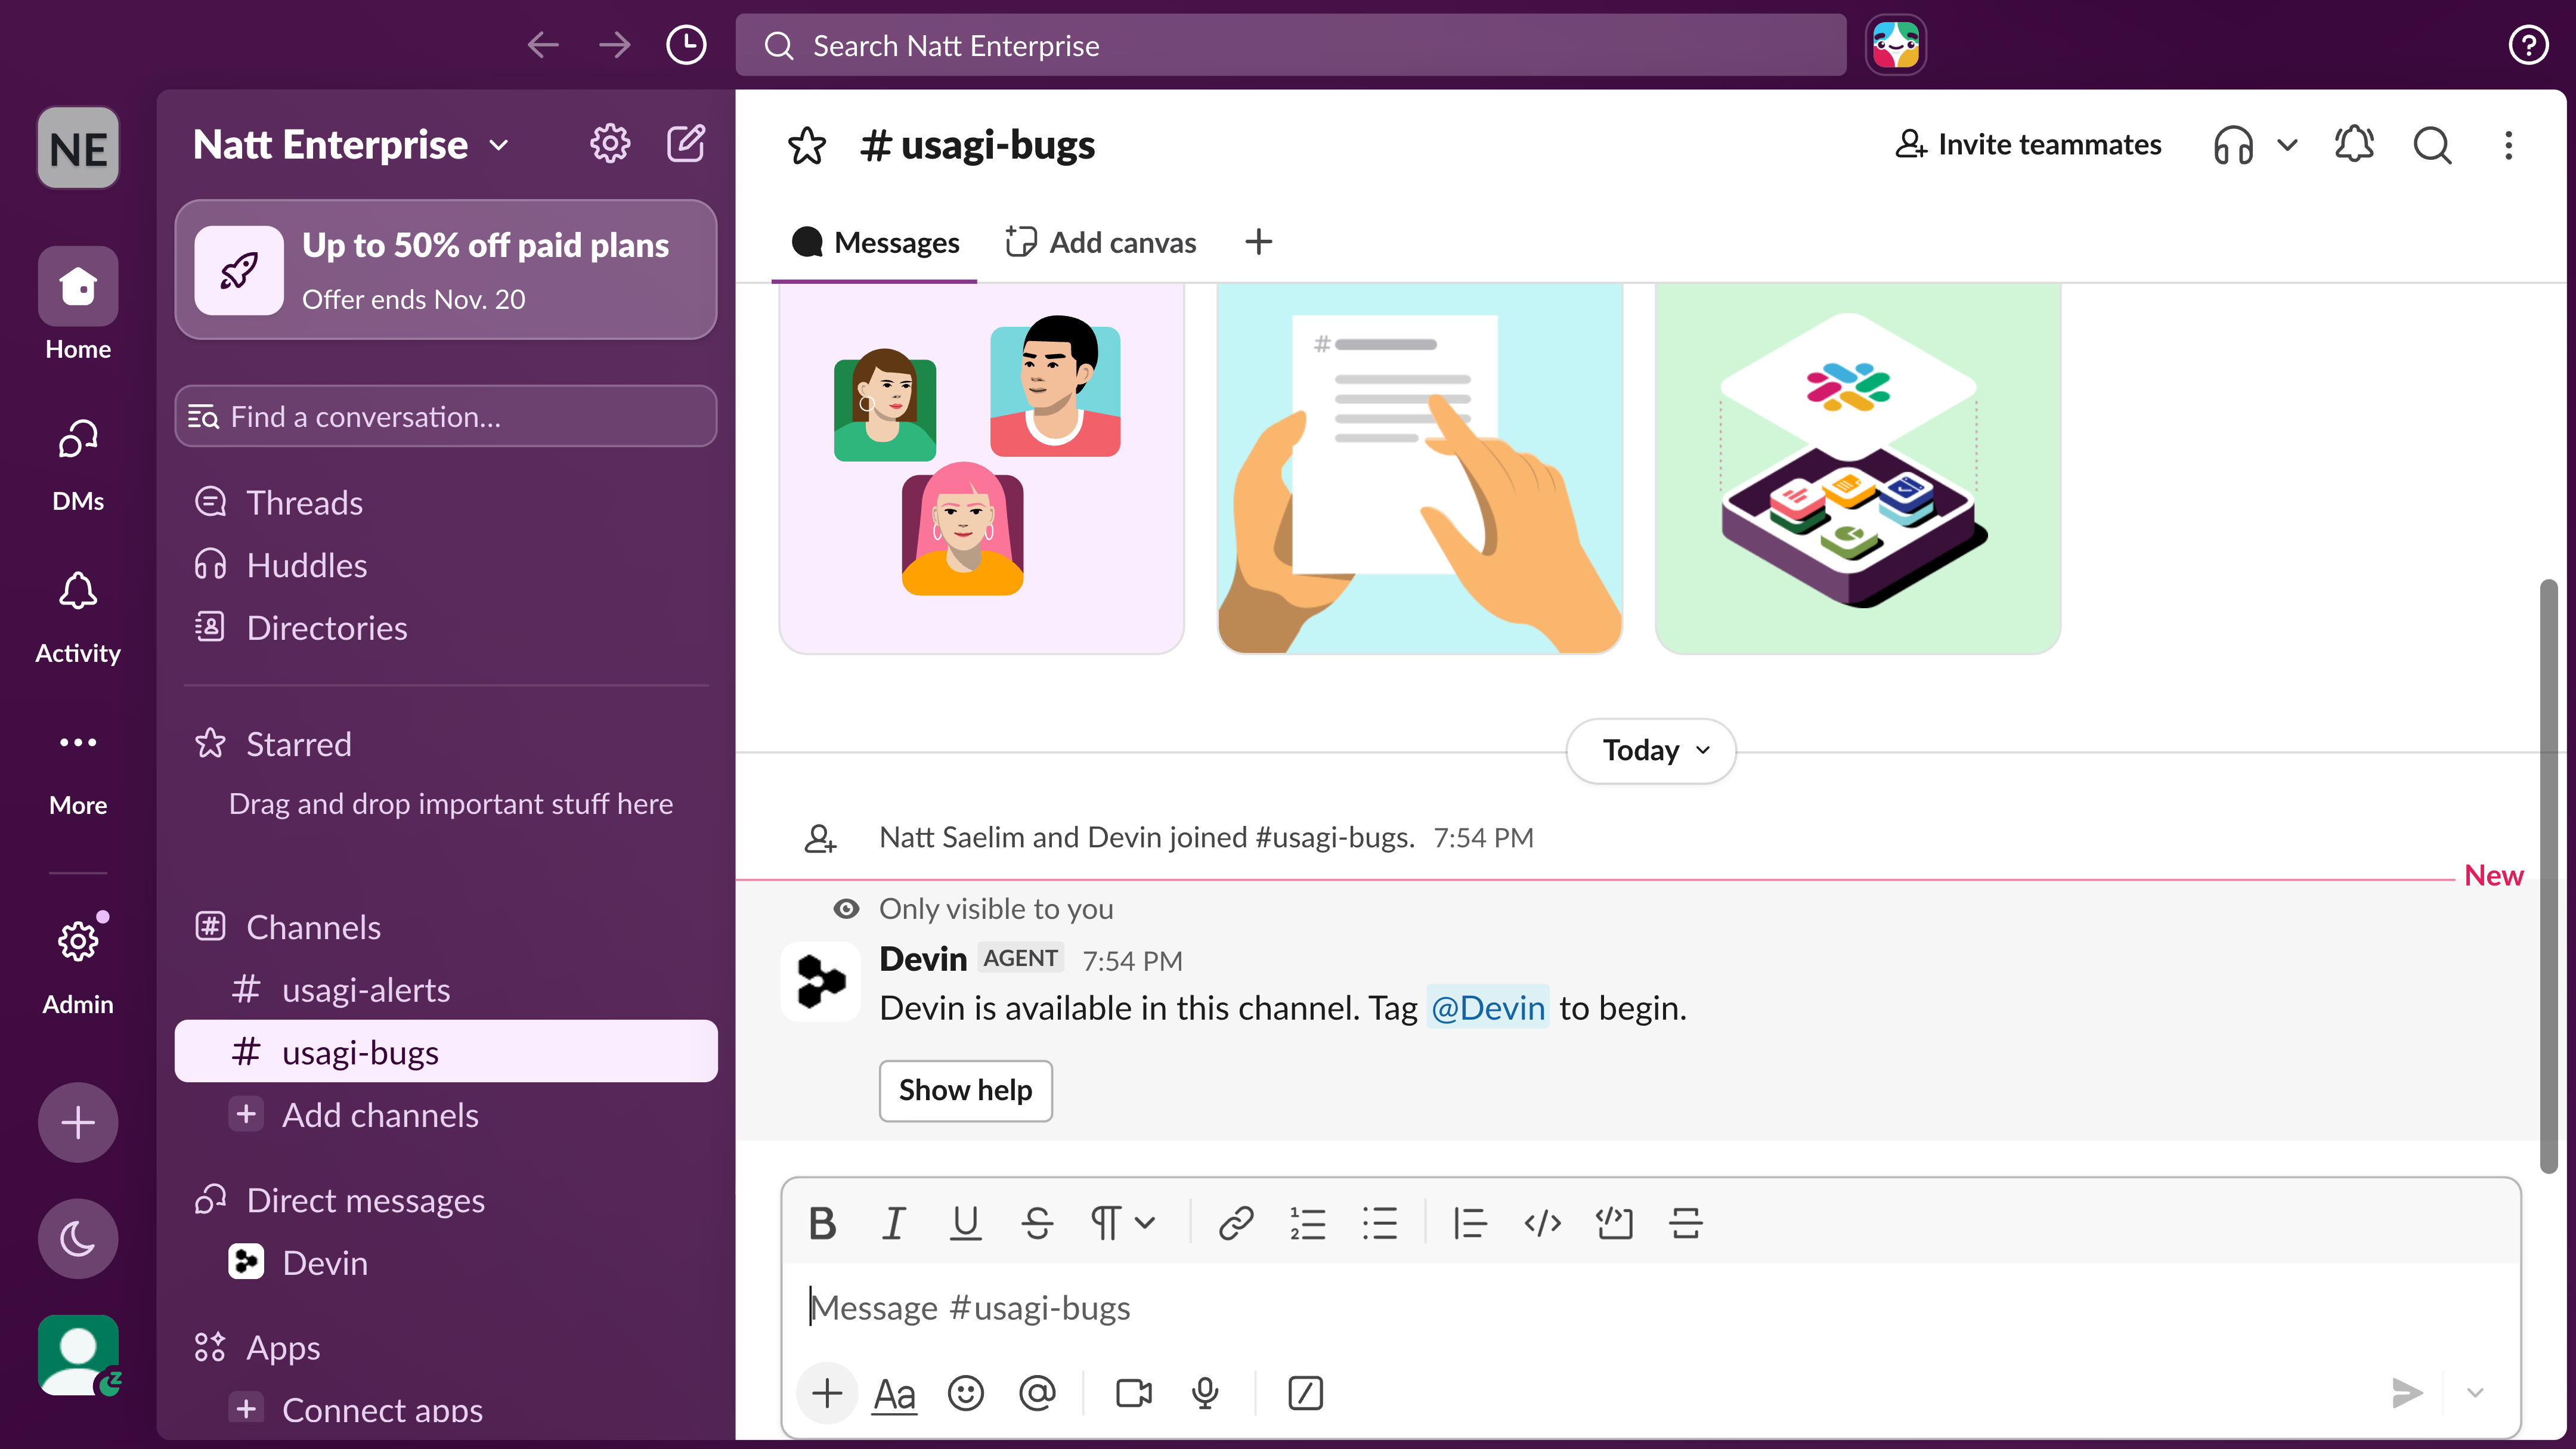 Search Natt Enterprise
NE
Home
DMs
Activity
More
Admin
Natt Enterprise
Up to 50% off paid plans
Offer ends Nov. 20
Find a conversation...
Threads
Huddles
Directories
Starred
Drag and drop important stuff here
Channels
# usagi-alerts
# usagi-bugs
+ Add channels
Direct messages
Devin
Apps
+ Connect apps
# usagi-bugs
Invite teammates
Messages
Add canvas
#
Today
Natt Saelim and Devin joined #usagi-bugs. 7:54 PM
New
Only visible to you
Devin AGENT 7:54 PM
Devin is available in this channel. Tag @Devin to begin.
Show help
Message #usagi-bugs
Aa